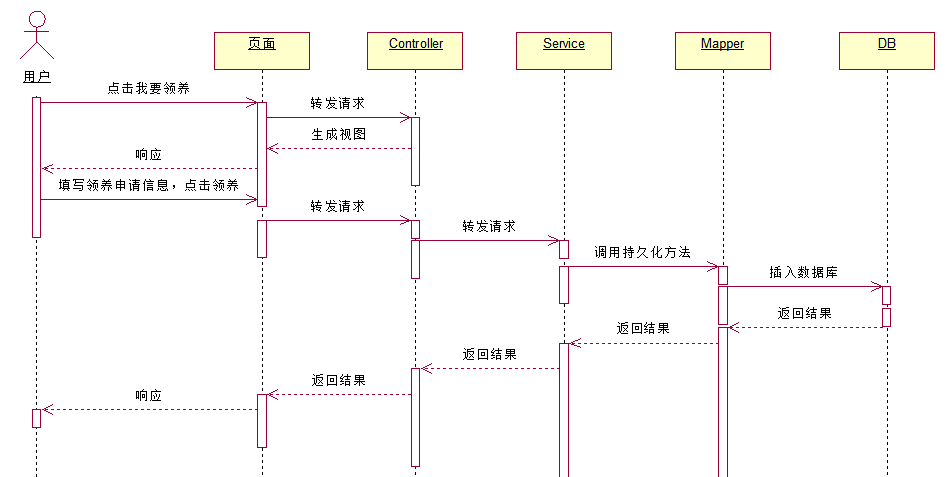 用户
页面
Controller
Service
Mapper
DB
点击我要领养
转发请求
生成视图
响应
填写领养申请信息，点击领养
转发请求
转发请求
调用持久化方法
插入数据库
返回结果
返回结果
返回结果
返回结果
响应